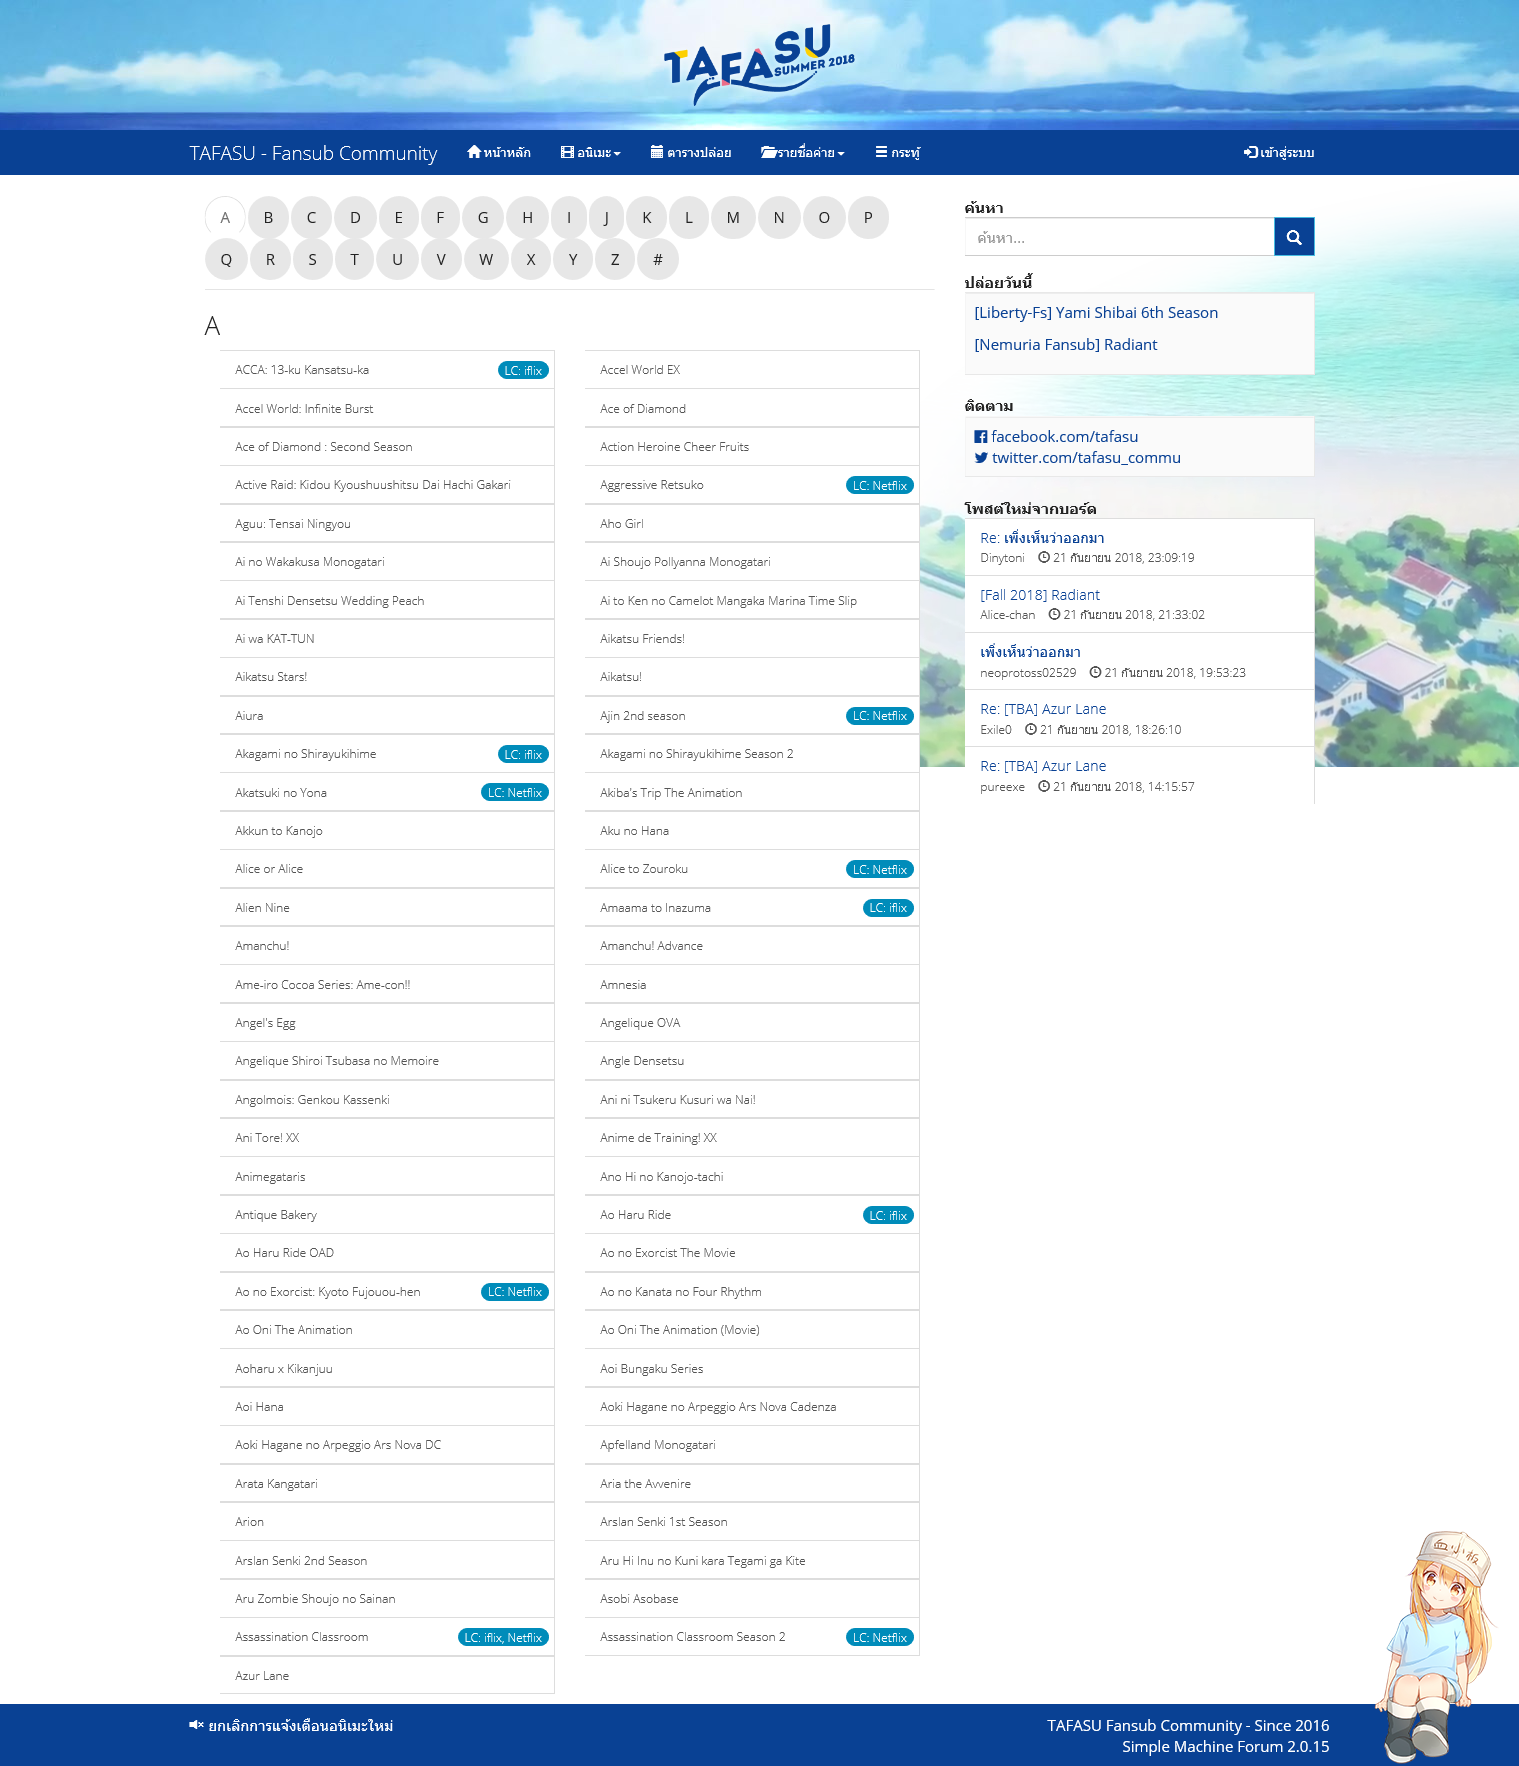 TAFASU
SUMMER 2018
TAFASU - Fansub Community
หน้าหลัก
อนิเมะ
ตารางปล่อย
รายชื่อค่าย
กระทู้
เข้าสู่ระบบ
A B C D E F G H I J K L M N O P
Q R S T U V W X Y Z #
A
ACCA: 13-ku Kansatsu-ka LC: iflix
Accel World EX
Accel World: Infinite Burst
Ace of Diamond
Ace of Diamond : Second Season
Action Heroine Cheer Fruits
Active Raid: Kidou Kyoushuushitsu Dai Hachi Gakari
Aggressive Retsuko LC: Netflix
Aguu: Tensai Ningyou
Aho Girl
Ai no Wakakusa Monogatari
Ai Shoujo Pollyanna Monogatari
Ai Tenshi Densetsu Wedding Peach
Ai to Ken no Camelot Mangaka Marina Time Slip
Ai wa KAT-TUN
Aikatsu Friends!
Aikatsu Stars!
Aikatsu!
Aiura
Ajin 2nd season LC: Netflix
Akagami no Shirayukihime LC: iflix
Akagami no Shirayukihime Season 2
Akatsuki no Yona LC: Netflix
Akiba's Trip The Animation
Akkun to Kanojo
Aku no Hana
Alice or Alice
Alice to Zouroku LC: Netflix
Alien Nine
Amaama to Inazuma LC: iflix
Amanchu!
Amanchu! Advance
Ame-iro Cocoa Series: Ame-con!!
Amnesia
Angel's Egg
Angelique OVA
Angelique Shiroi Tsubasa no Memoire
Angle Densetsu
Angolmois: Genkou Kassenki
Ani ni Tsukeru Kusuri wa Nai!
Ani Tore! XX
Anime de Training! XX
Animegataris
Ano Hi no Kanojo-tachi
Antique Bakery
Ao Haru Ride LC: iflix
Ao Haru Ride OAD
Ao no Exorcist The Movie
Ao no Exorcist: Kyoto Fujouou-hen LC: Netflix
Ao no Kanata no Four Rhythm
Ao Oni The Animation
Ao Oni The Animation (Movie)
Aoharu x Kikanjuu
Aoi Bungaku Series
Aoi Hana
Aoki Hagane no Arpeggio Ars Nova Cadenza
Aoki Hagane no Arpeggio Ars Nova DC
Apfelland Monogatari
Arata Kangatari
Aria the Avvenire
Arion
Arslan Senki 1st Season
Arslan Senki 2nd Season
Aru Hi Inu no Kuni kara Tegami ga Kite
Aru Zombie Shoujo no Sainan
Asobi Asobase
Assassination Classroom LC: iflix, Netflix
Assassination Classroom Season 2 LC: Netflix
Azur Lane
ค้นหา
ค้นหา...
ปล่อยวันนี้
[Liberty-Fs] Yami Shibai 6th Season
[Nemuria Fansub] Radiant
ติดตาม
facebook.com/tafasu
twitter.com/tafasu_commu
โพสต์ใหม่จากบอร์ด
Re: เพิ่งเห็นว่าออกมา
Dinytoni 21 กันยายน 2018, 23:09:19
[Fall 2018] Radiant
Alice-chan 21 กันยายน 2018, 21:33:02
เพิ่งเห็นว่าออกมา
neoprotoss02529 21 กันยายน 2018, 19:53:23
Re: [TBA] Azur Lane
Exile0 21 กันยายน 2018, 18:26:10
Re: [TBA] Azur Lane
pureexe 21 กันยายน 2018, 14:15:57
血小板
ยกเลิกการแจ้งเตือนอนิเมะใหม่
TAFASU Fansub Community - Since 2016
Simple Machine Forum 2.0.15